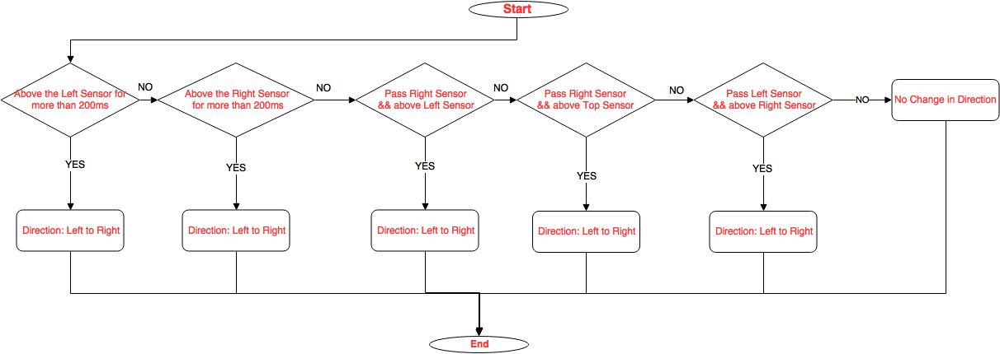 Start
Above the Left Sensor for
more than 200ms
NO
Above the Right Sensor
for more than 200ms
NO
Pass Right Sensor
&& above Left Sensor
NO
Pass Right Sensor
&& above Top Sensor
NO
Pass Left Sensor
&& above Right Sensor
NO
No Change in Direction
YES
YES
YES
YES
YES
Direction: Left to Right
Direction: Left to Right
Direction: Left to Right
Direction: Left to Right
Direction: Left to Right
End